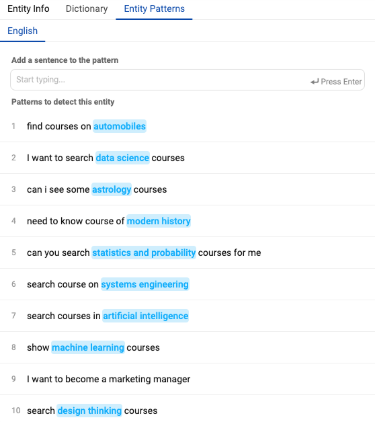 Entity Info Dictionary Entity Patterns
English
Add a sentence to the pattern
Start typing... Press Enter
Patterns to detect this entity
1 find courses on automobiles
2 I want to search data science courses
3 can i see some astrology courses
4 need to know course of modern history
5 can you search statistics and probability courses for me
6 search course on systems engineering
7 search courses in artificial intelligence
8 show machine learning courses
9 I want to become a marketing manager
10 search design thinking courses